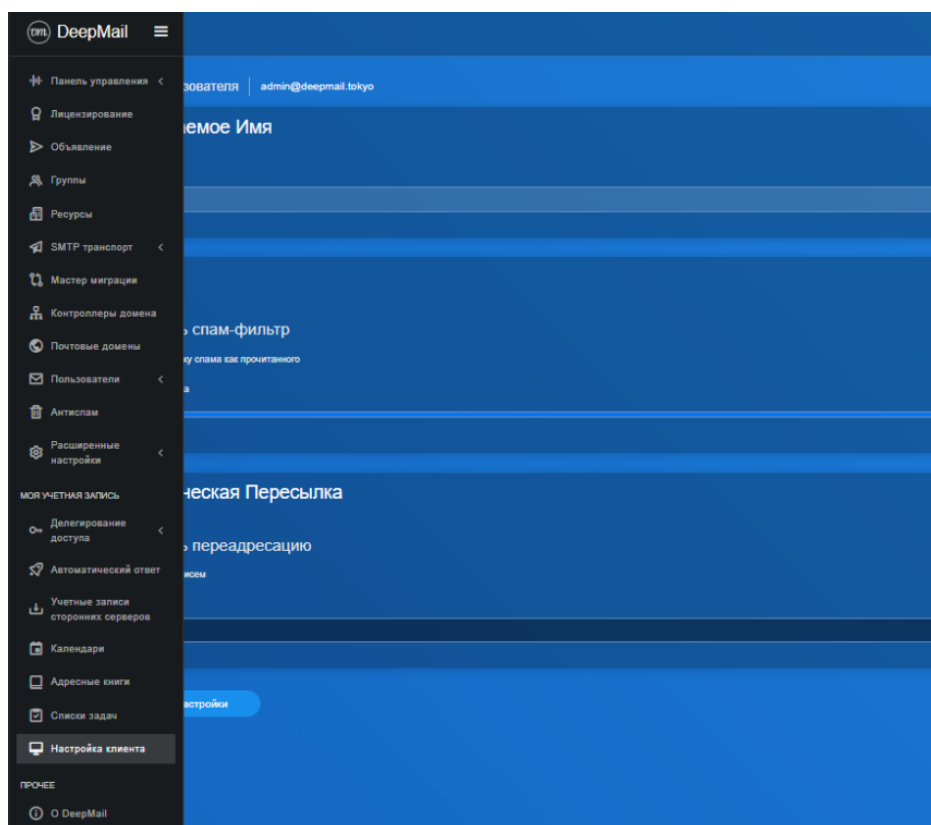 DeepMail
Панель управления
Лицензирование
Объявление
Группы
Ресурсы
SMTP транспорт
Мастер миграции
Контроллеры домена
Почтовые домены
Пользователи
Антиспам
Расширенные
настройки
МОЯ УЧЕТНАЯ ЗАПИСЬ
Делегирование
доступа
Автоматический ответ
Учетные записи
сторонних серверов
Календари
Адресные книги
Списки задач
Настройка клиента
ПРОЧЕЕ
О DeepMail
зователя admin@deepmail.tokyo
аемое Имя
ь спам-фильтр
ку спама как прочитанного
а
ческая Пересылка
ь переадресацию
исем
астройки